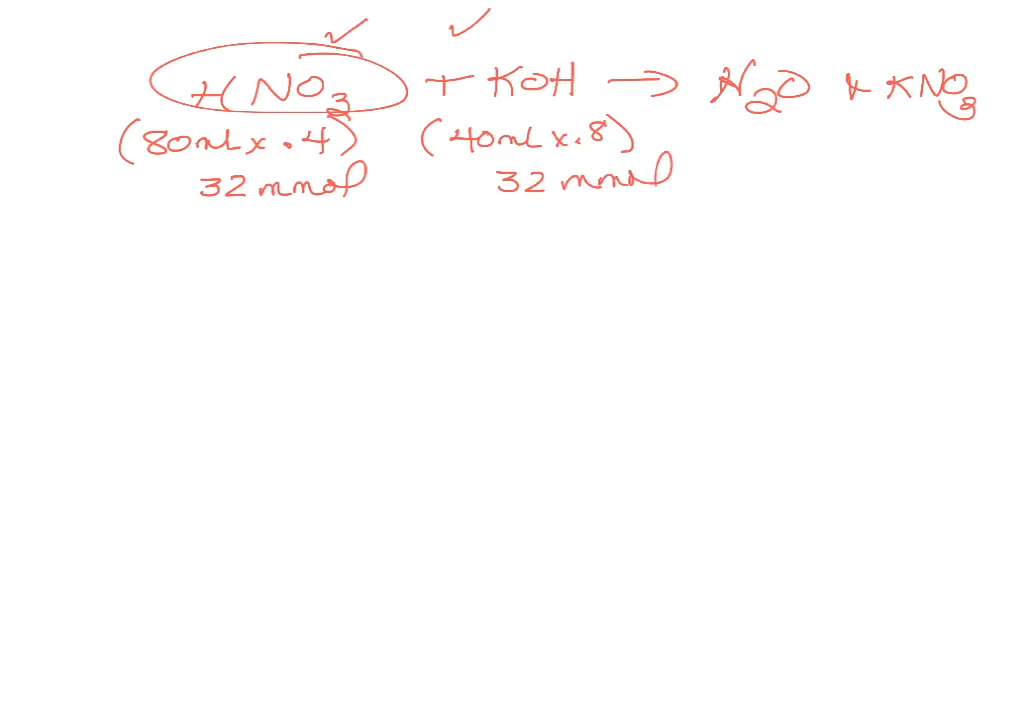 HNO3 + KOH → H2O + KNO3
(80mL x .4) (40mL x .8)
32 mmol 32 mmol